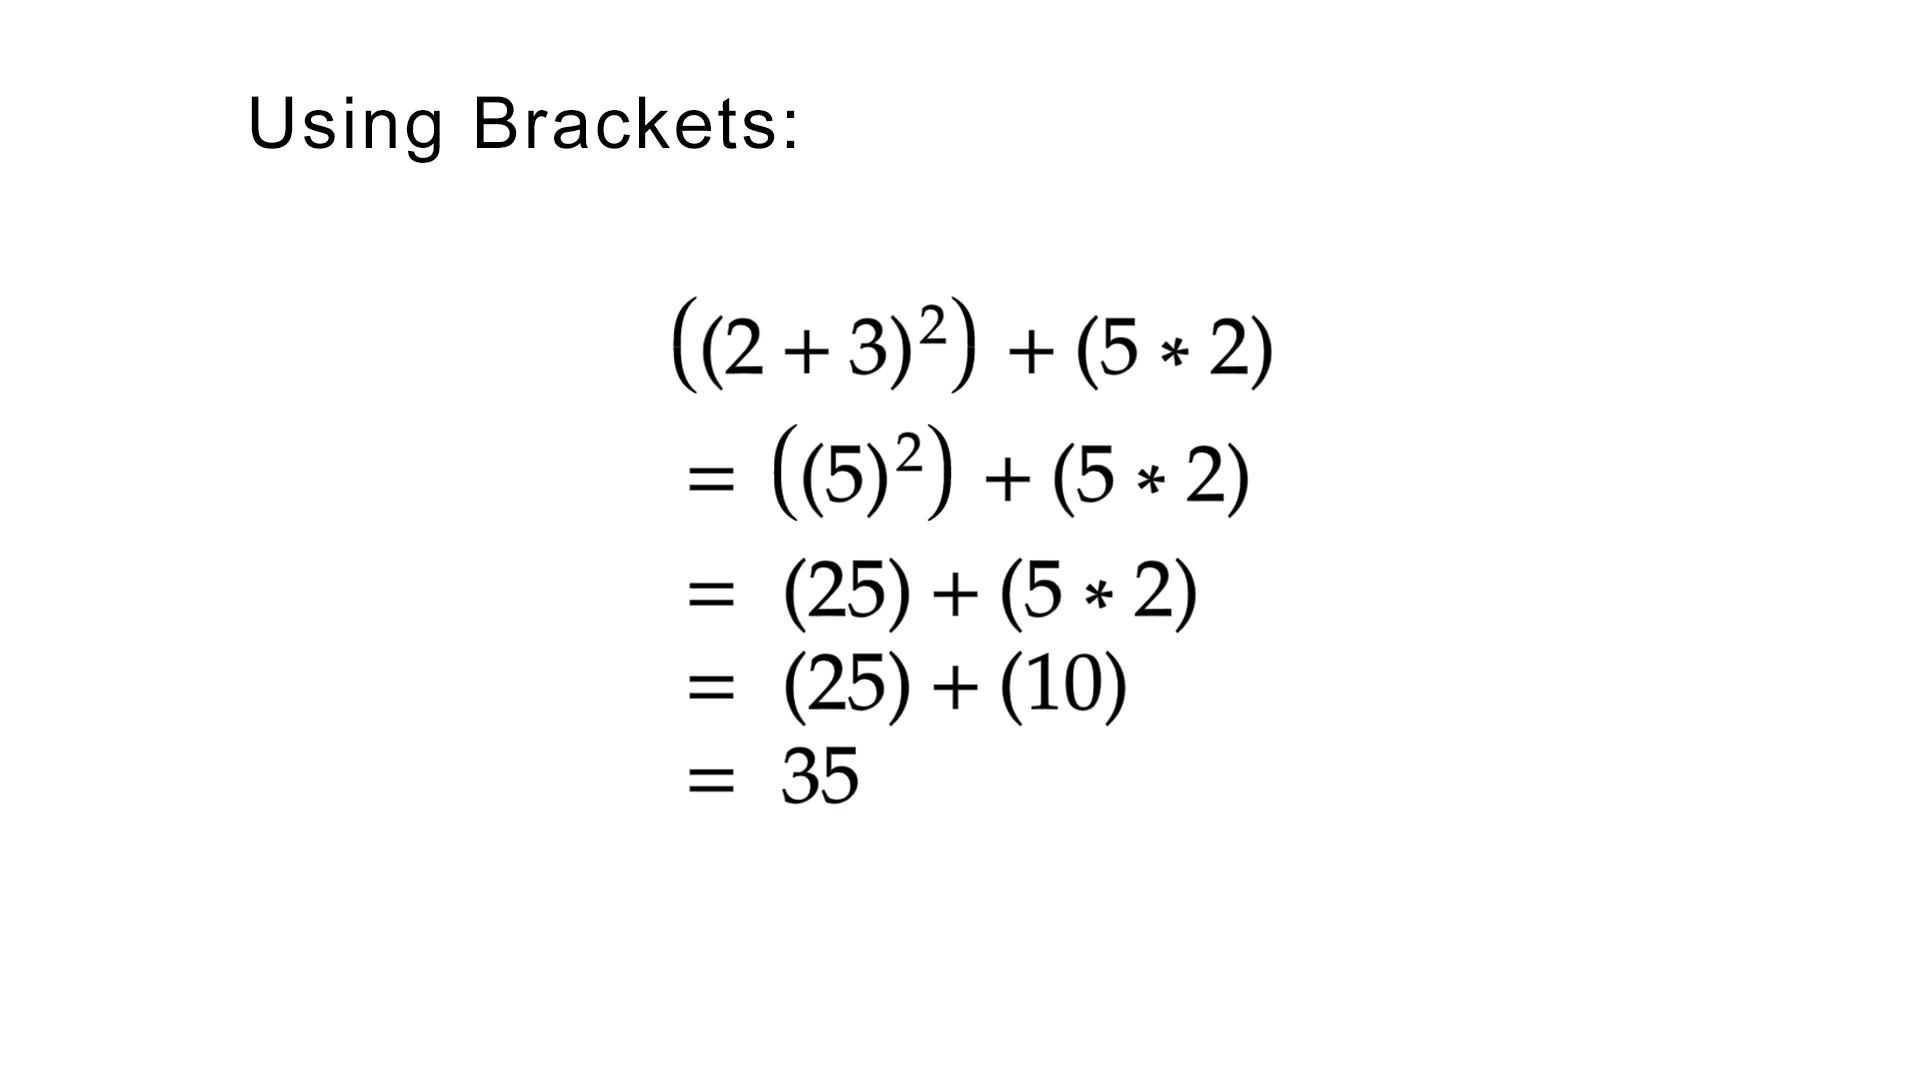 Using Brackets:
((2 + 3)²) + (5 * 2)
= ((5)²) + (5 * 2)
= (25) + (5 * 2)
= (25) + (10)
= 35